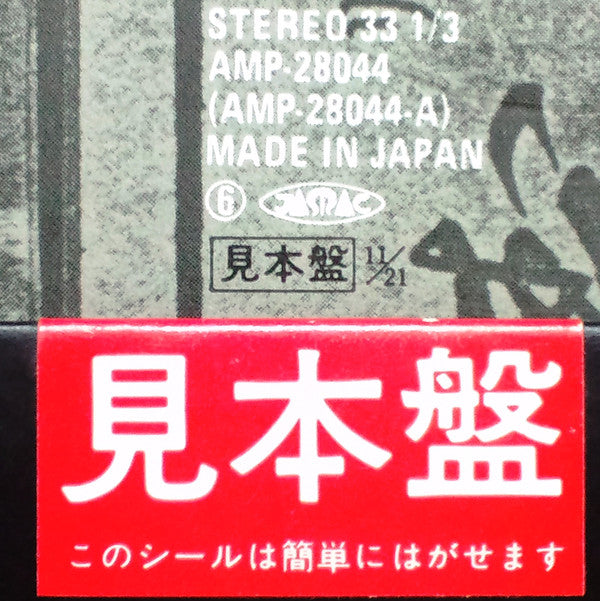 STEREO 33 1/3
AMP-28044
(AMP-28044-A)
MADE IN JAPAN
⑥ JASRAC
見本盤 11/21
見本盤
このシールは簡単にはがせます